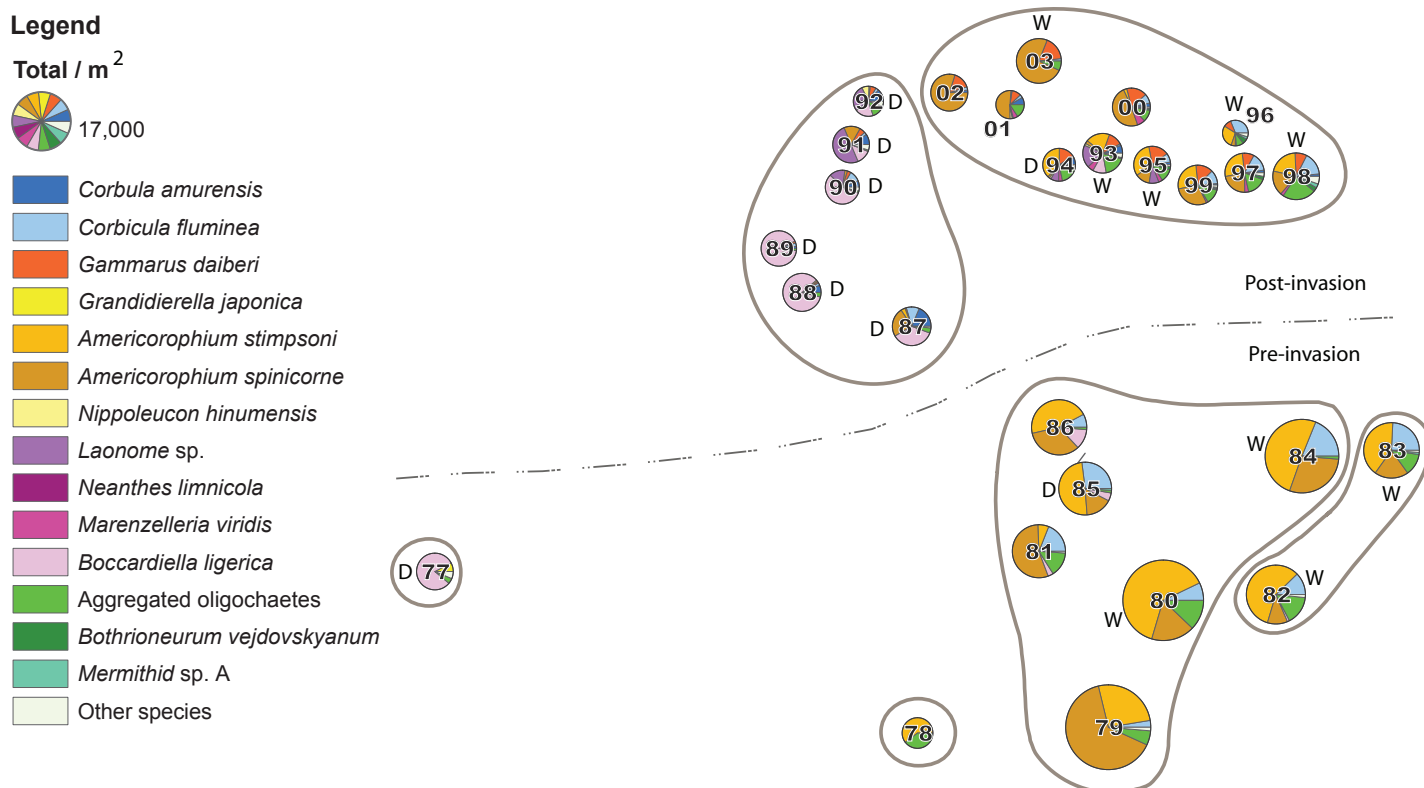 Legend
Total / m 2
17,000
Corbula amurensis
Corbicula fluminea
Gammarus daiberi
Grandidierella japonica
Americorophium stimpsoni
Americorophium spinicorne
Nippoleucon hinumensis
Laonome sp.
Neanthes limnicola
Marenzelleria viridis
Boccardiella ligerica
Aggregated oligochaetes
Bothrioneurum vejdovskyanum
Mermithid sp. A
Other species
W
03
02
01
00
W 96
92 D
91 D
90 D
89 D
88 D
D 87
D 94
93
W
95
W
99
97
W
98
Post-invasion
Pre-invasion
86
D 85
81
W 84
83
W
W 80
82 W
79
78
D 77